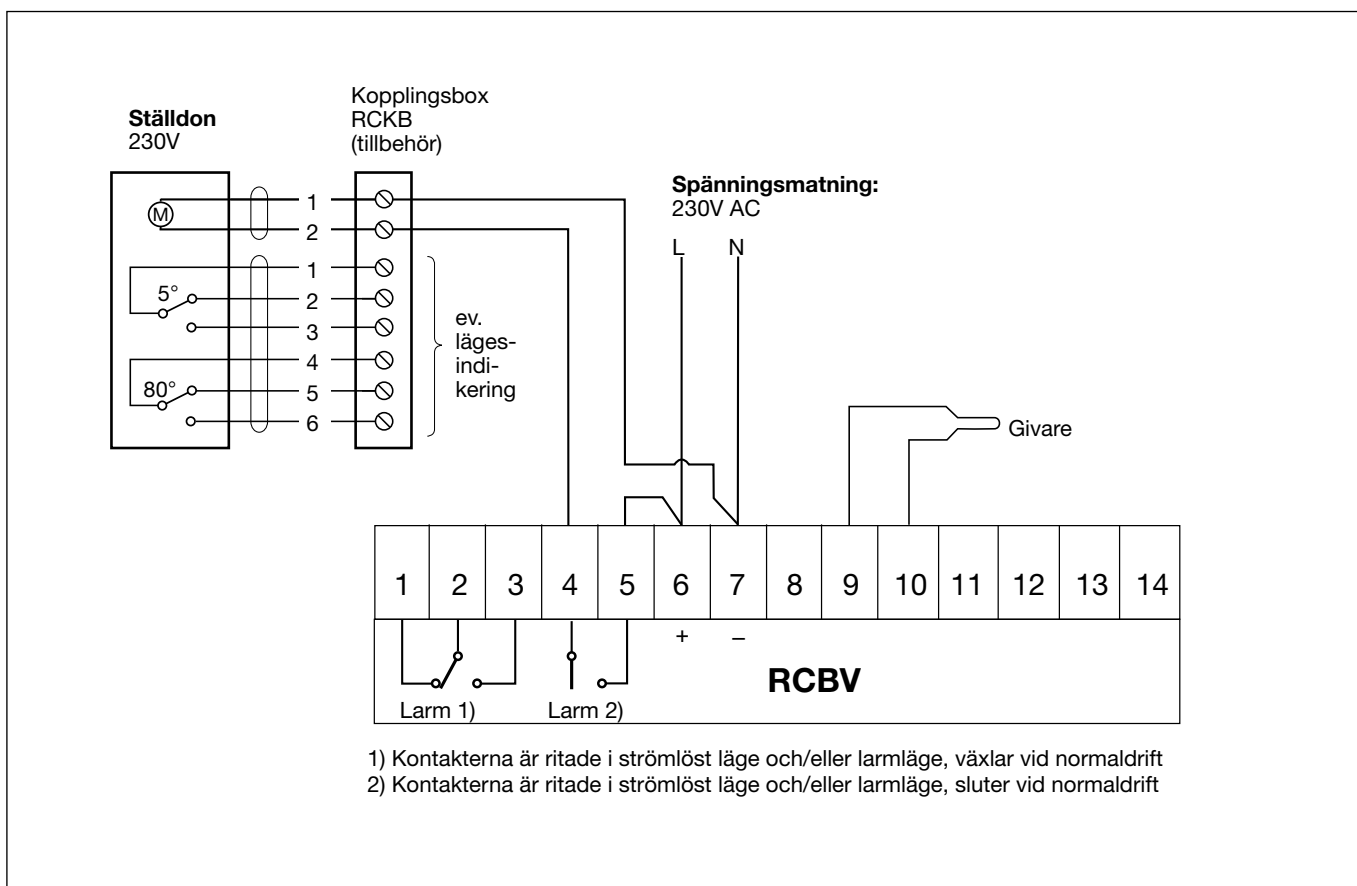 Ställdon
230V
Kopplingsbox
RCKB
(tillbehör)
Spänningsmatning:
230V AC
L N
M
1
2
1
5°
2
3
4
80°
5
6
ev.
läges-
indi-
kering
Givare
1 2 3 4 5 6 7 8 9 10 11 12 13 14
+ –
RCBV
Larm 1) Larm 2)
1) Kontakterna är ritade i strömlöst läge och/eller larmläge, växlar vid normaldrift
2) Kontakterna är ritade i strömlöst läge och/eller larmläge, sluter vid normaldrift